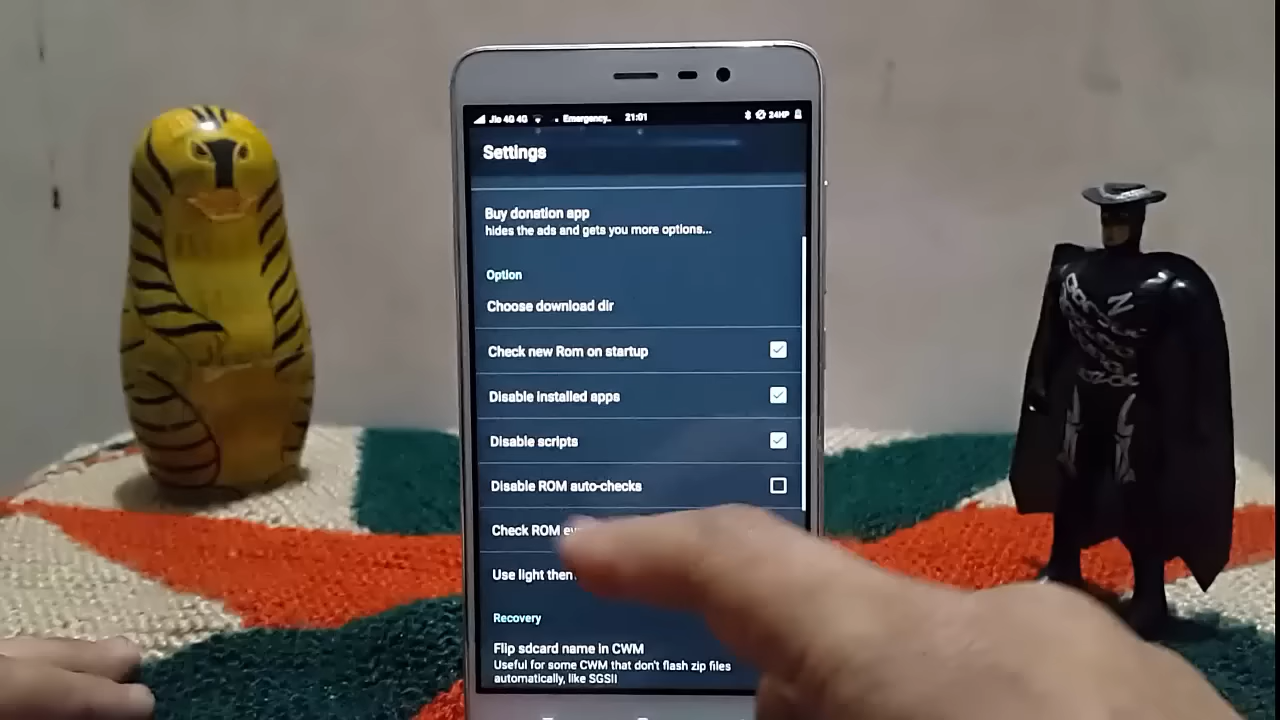 Jio 4G 4G Emergency.. 21:01 24HP
Settings
Buy donation app
hides the ads and gets you more options...
Option
Choose download dir
Check new Rom on startup
Disable installed apps
Disable scripts
Disable ROM auto-checks
Check ROM
Use light
Recovery
Flip sdcard name in CWM
Useful for some CWM that don't flash zip files
automatically, like SGSII
Z